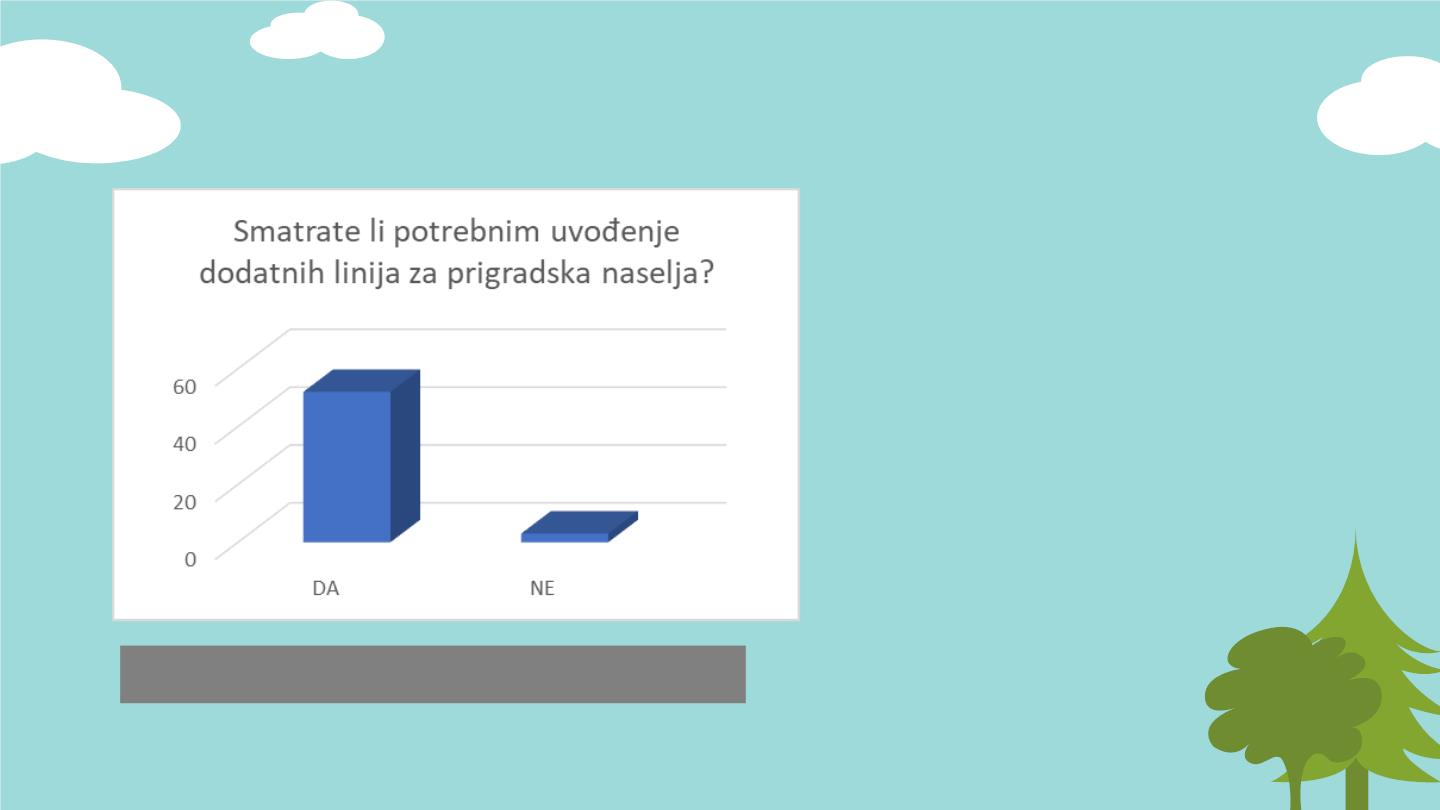 Smatrate li potrebnim uvođenje
dodatnih linija za prigradska naselja?
60
40
20
0
DA NE